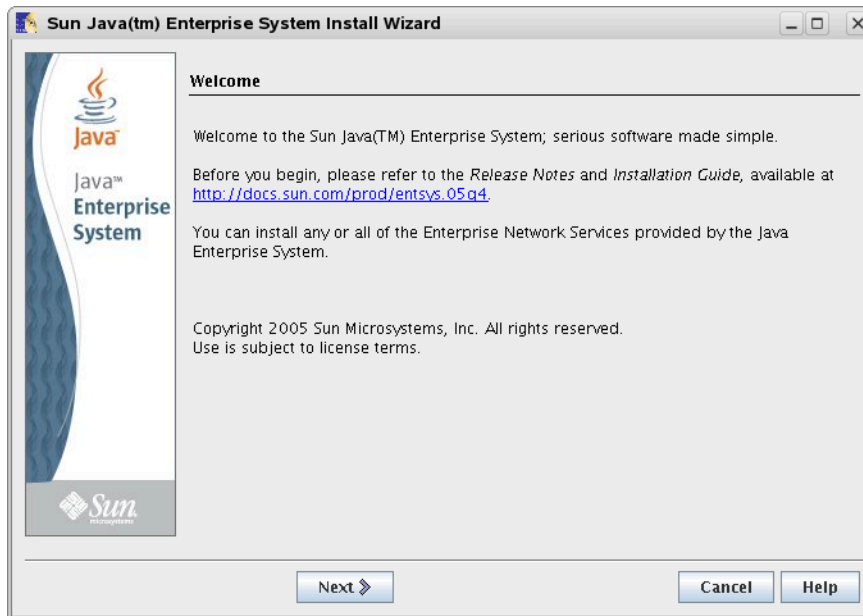 Sun Java(tm) Enterprise System Install Wizard
Java™
Java™
Enterprise
System
Sun
microsystems
Welcome
Welcome to the Sun Java(TM) Enterprise System; serious software made simple.
Before you begin, please refer to the Release Notes and Installation Guide, available at
http://docs.sun.com/prod/entsys.05q4.
You can install any or all of the Enterprise Network Services provided by the Java
Enterprise System.
Copyright 2005 Sun Microsystems, Inc. All rights reserved.
Use is subject to license terms.
Next
Cancel
Help